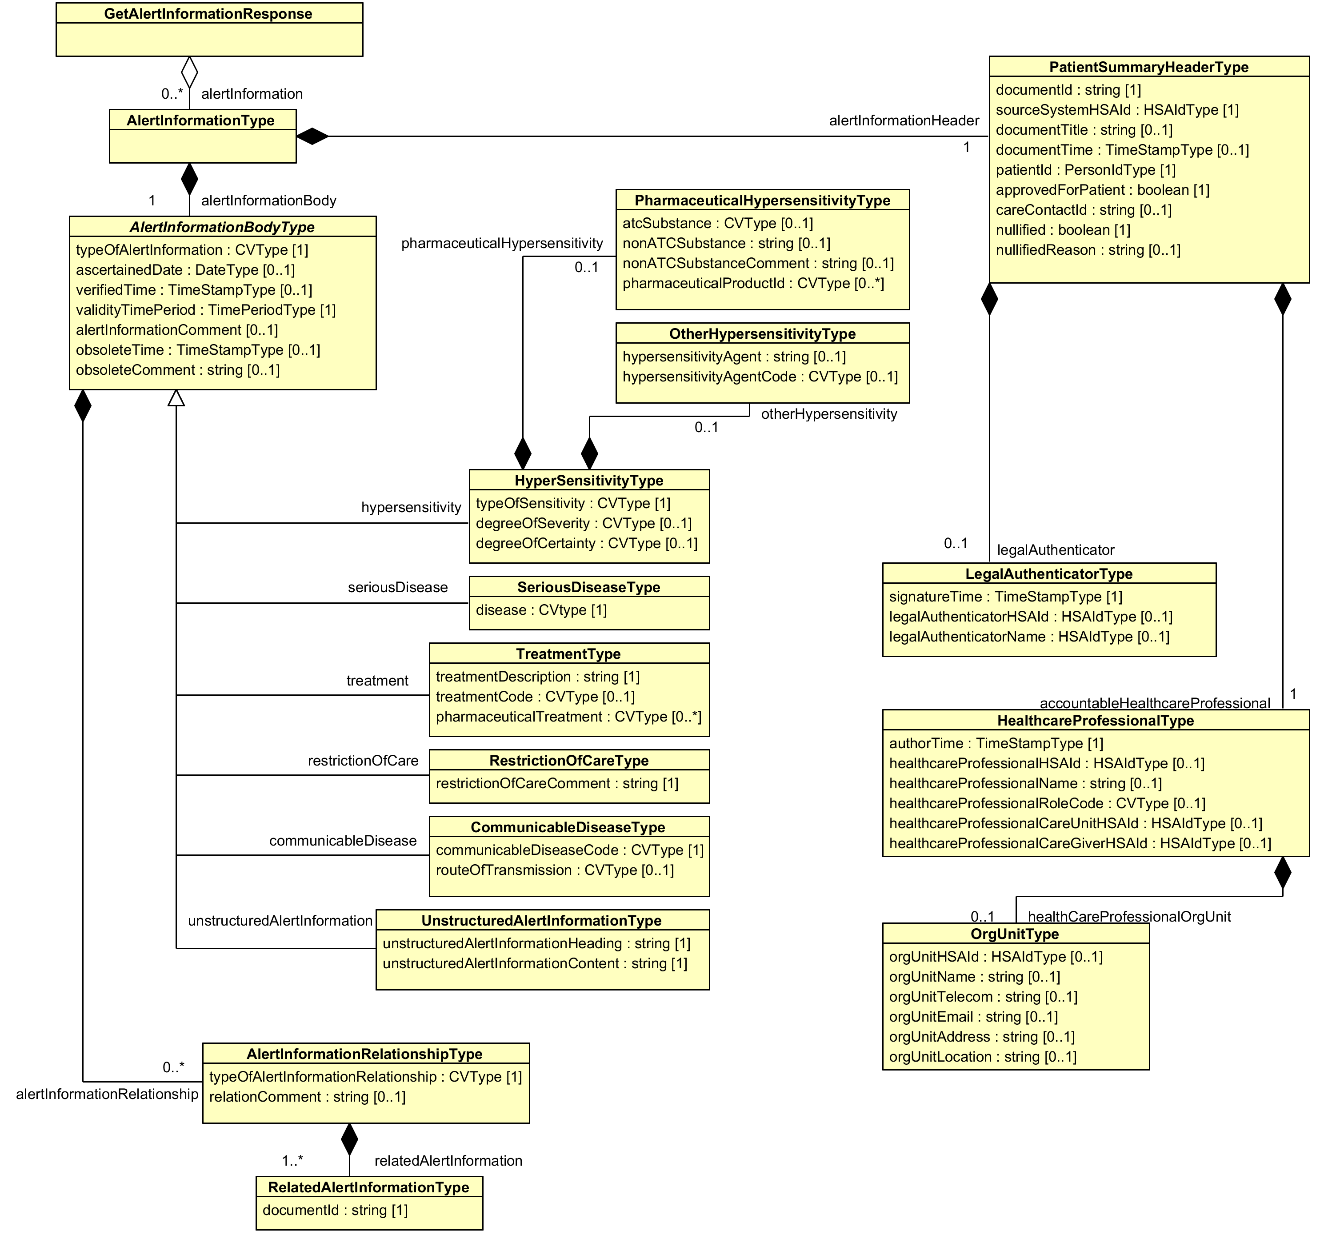 GetAlertInformationResponse
0..*
alertInformation
AlertInformationType
alertInformationHeader
1
1
alertInformationBody
AlertInformationBodyType
typeOfAlertInformation : CVType [1]
ascertainedDate : DateType [0..1]
verifiedTime : TimeStampType [0..1]
validityTimePeriod : TimePeriodType [1]
alertInformationComment [0..1]
obsoleteTime : TimeStampType [0..1]
obsoleteComment : string [0..1]
PatientSummaryHeaderType
documentId : string [1]
sourceSystemHSAId : HSAIdType [1]
documentTitle : string [0..1]
documentTime : TimeStampType [0..1]
patientId : PersonIdType [1]
approvedForPatient : boolean [1]
careContactId : string [0..1]
nullified : boolean [1]
nullifiedReason : string [0..1]
pharmaceuticalHypersensitivity
0..1
PharmaceuticalHypersensitivityType
atcSubstance : CVType [0..1]
nonATCSubstance : string [0..1]
nonATCSubstanceComment : string [0..1]
pharmaceuticalProductId : CVType [0..*]
OtherHypersensitivityType
hypersensitivityAgent : string [0..1]
hypersensitivityAgentCode : CVType [0..1]
otherHypersensitivity
0..1
hypersensitivity
HyperSensitivityType
typeOfSensitivity : CVType [1]
degreeOfSeverity : CVType [0..1]
degreeOfCertainty : CVType [0..1]
seriousDisease
SeriousDiseaseType
disease : CVtype [1]
treatment
TreatmentType
treatmentDescription : string [1]
treatmentCode : CVType [0..1]
pharmaceuticalTreatment : CVType [0..*]
restrictionOfCare
RestrictionOfCareType
restrictionOfCareComment : string [1]
communicableDisease
CommunicableDiseaseType
communicableDiseaseCode : CVType [1]
routeOfTransmission : CVType [0..1]
unstructuredAlertInformation
UnstructuredAlertInformationType
unstructuredAlertInformationHeading : string [1]
unstructuredAlertInformationContent : string [1]
0..1
legalAuthenticator
LegalAuthenticatorType
signatureTime : TimeStampType [1]
legalAuthenticatorHSAId : HSAIdType [0..1]
legalAuthenticatorName : HSAIdType [0..1]
1
accountableHealthcareProfessional
HealthcareProfessionalType
authorTime : TimeStampType [1]
healthcareProfessionalHSAId : HSAIdType [0..1]
healthcareProfessionalName : string [0..1]
healthcareProfessionalRoleCode : CVType [0..1]
healthcareProfessionalCareUnitHSAId : HSAIdType [0..1]
healthcareProfessionalCareGiverHSAId : HSAIdType [0..1]
0..1
healthCareProfessionalOrgUnit
OrgUnitType
orgUnitHSAId : HSAIdType [0..1]
orgUnitName : string [0..1]
orgUnitTelecom : string [0..1]
orgUnitEmail : string [0..1]
orgUnitAddress : string [0..1]
orgUnitLocation : string [0..1]
0..*
alertInformationRelationship
AlertInformationRelationshipType
typeOfAlertInformationRelationship : CVType [1]
relationComment : string [0..1]
1..*
relatedAlertInformation
RelatedAlertInformationType
documentId : string [1]